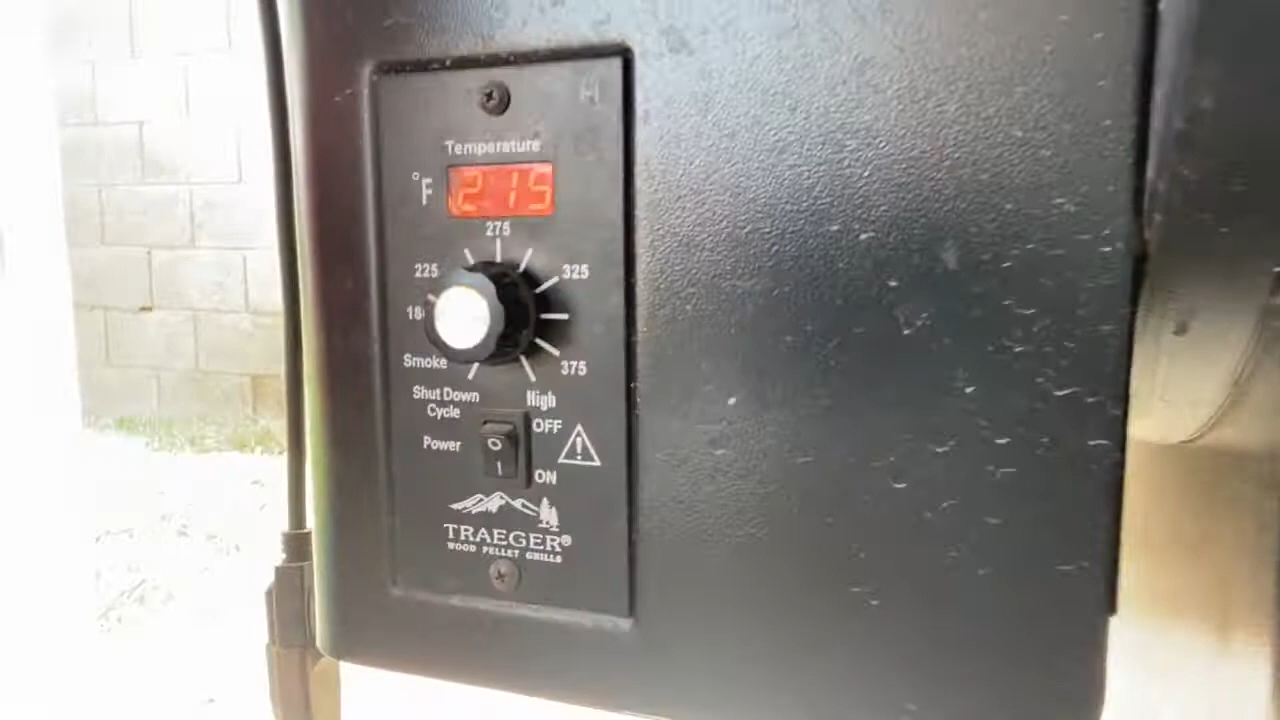 Temperature
°F 215
275
225
325
Smoke
375
Shut Down
Cycle
High
OFF
Power
ON
TRAEGER®
WOOD PELLET GRILLS